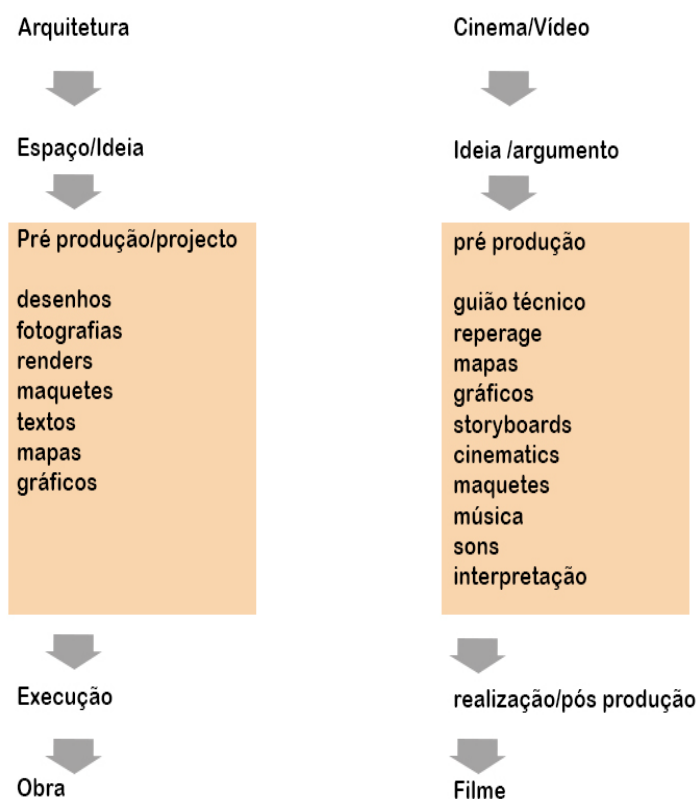 Arquitetura
Espaço/Ideia
Pré produção/projecto
desenhos
fotografias
renders
maquetes
textos
mapas
gráficos
Execução
Obra
Cinema/Vídeo
Ideia /argumento
pré produção
guião técnico
reperage
mapas
gráficos
storyboards
cinematics
maquetes
música
sons
interpretação
realização/pós produção
Filme